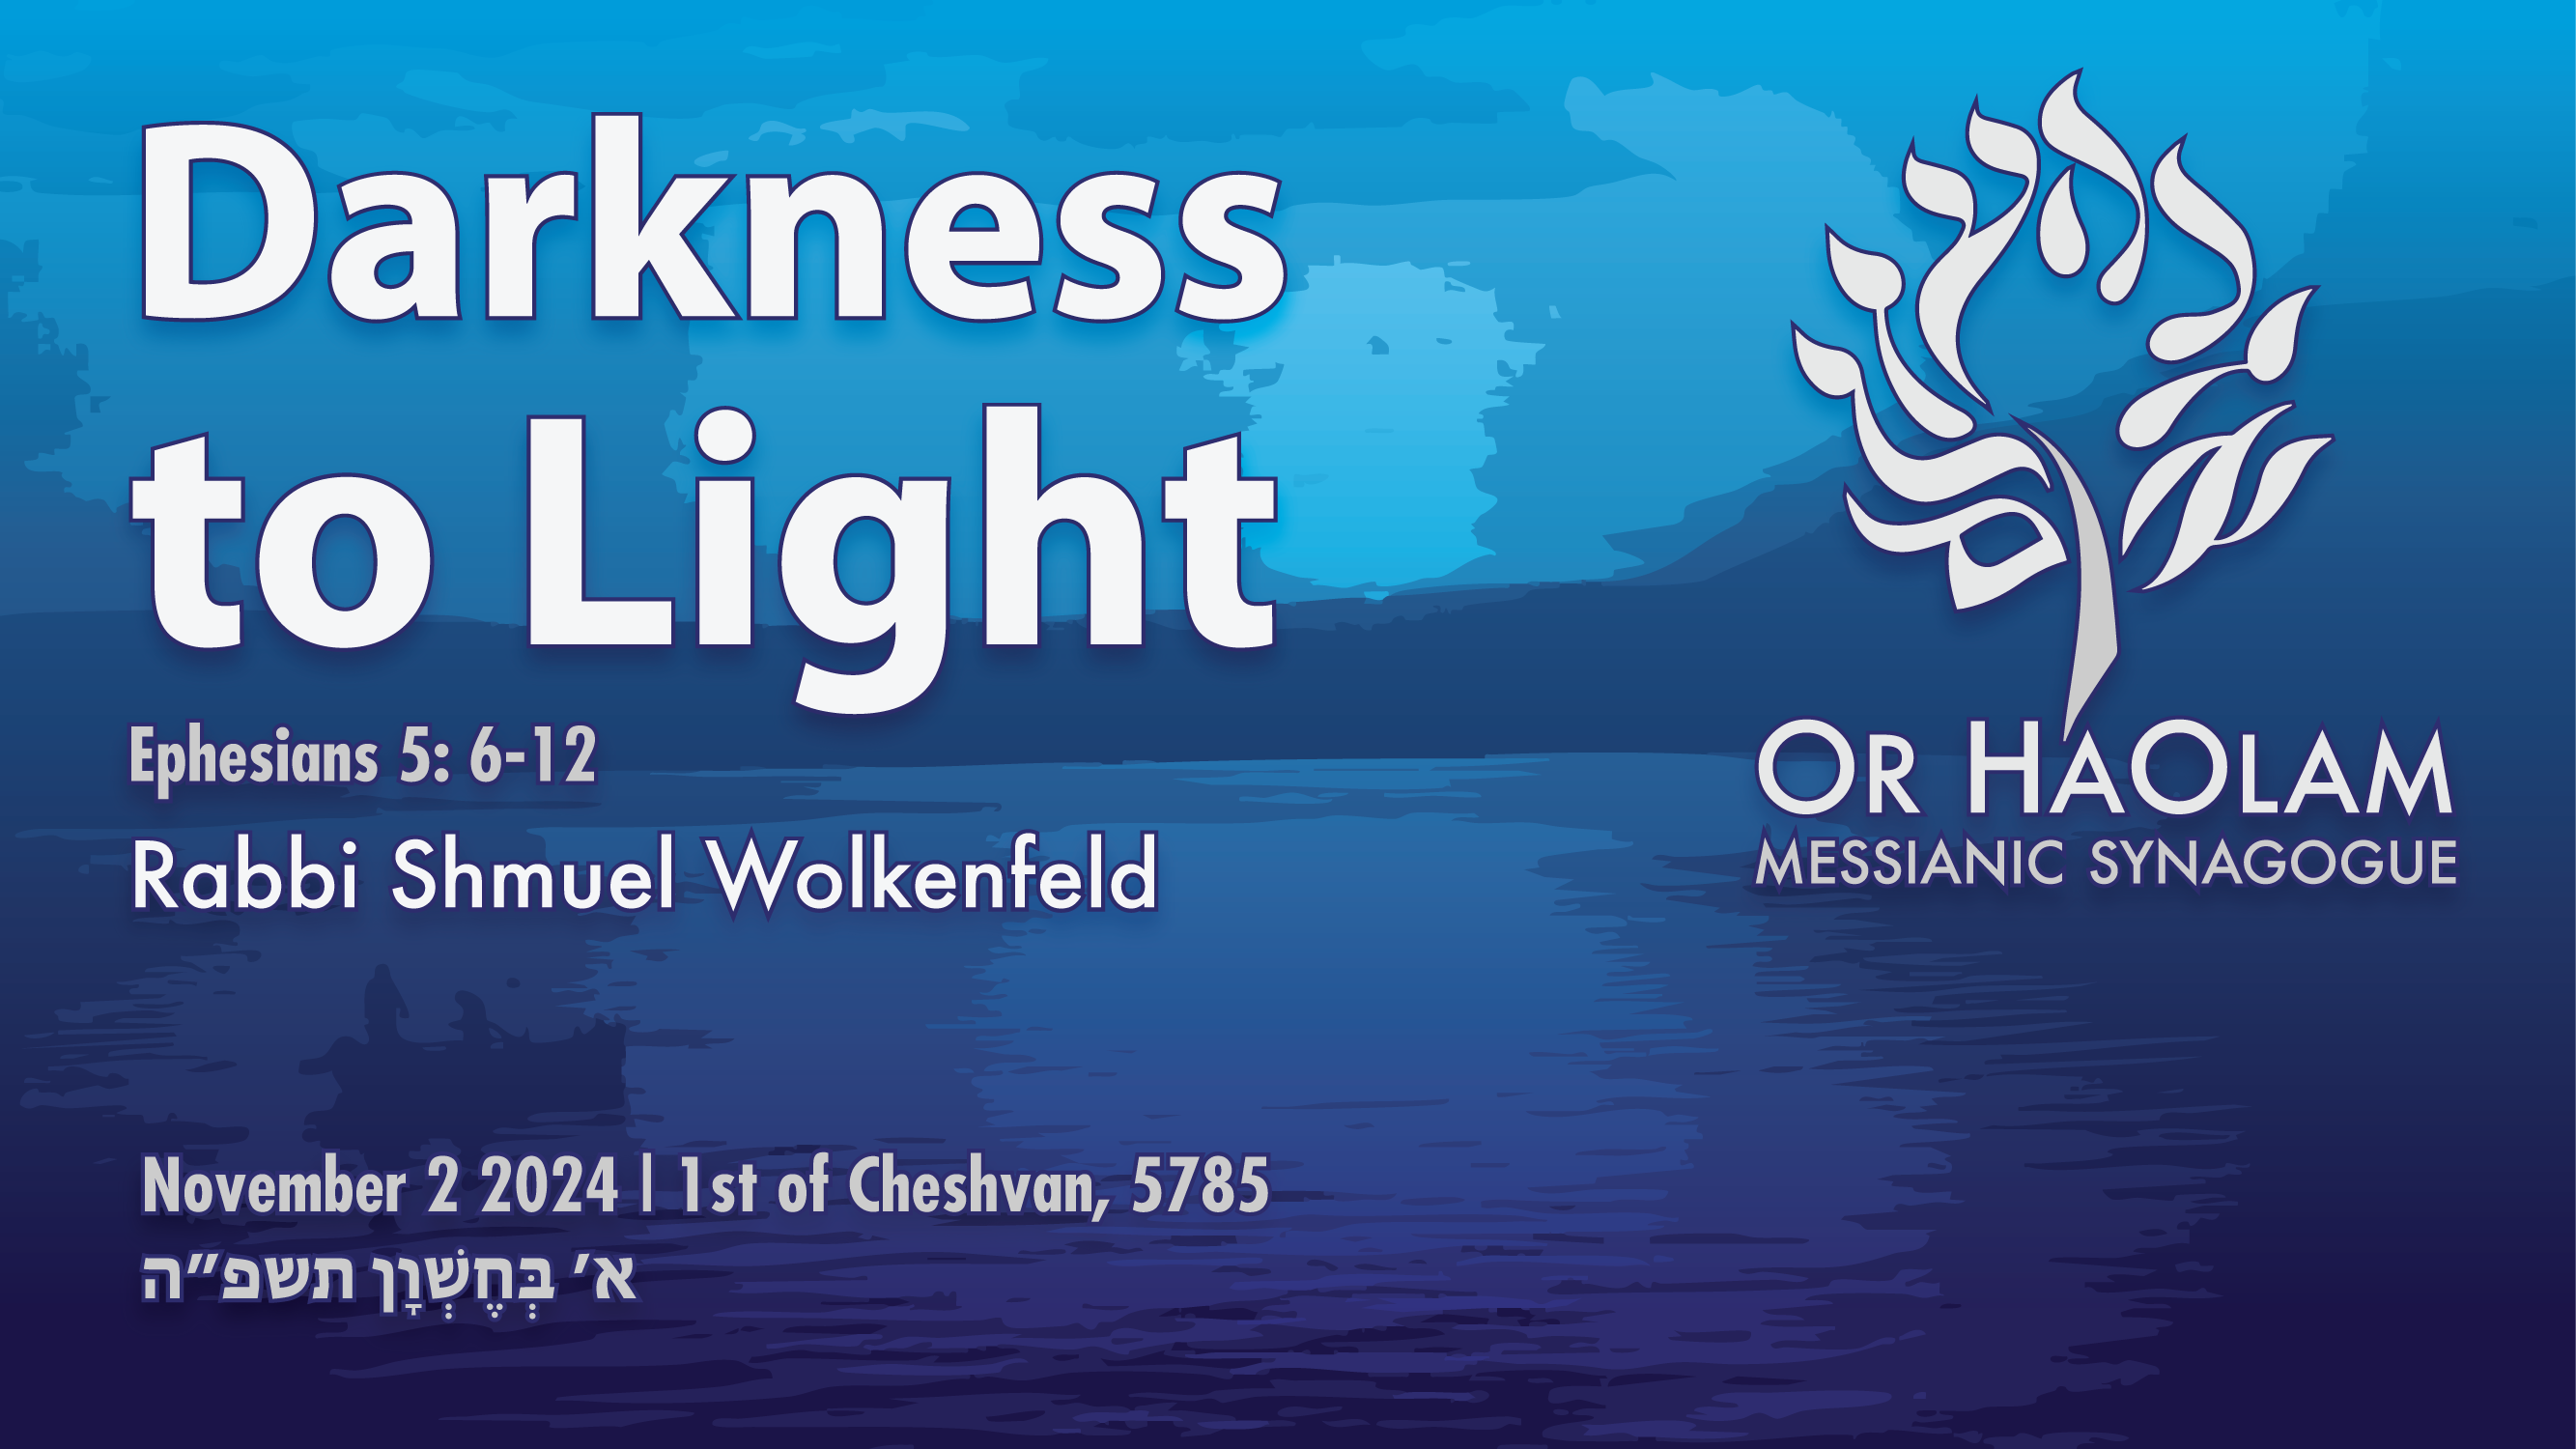 Darkness
to Light
Ephesians 5: 6-12
Rabbi Shmuel Wolkenfeld
November 2 2024 | 1st of Cheshvan, 5785
א׳ בְּחֶשְׁוָן תשפ״ה
OR HAOLAM
MESSIANIC SYNAGOGUE